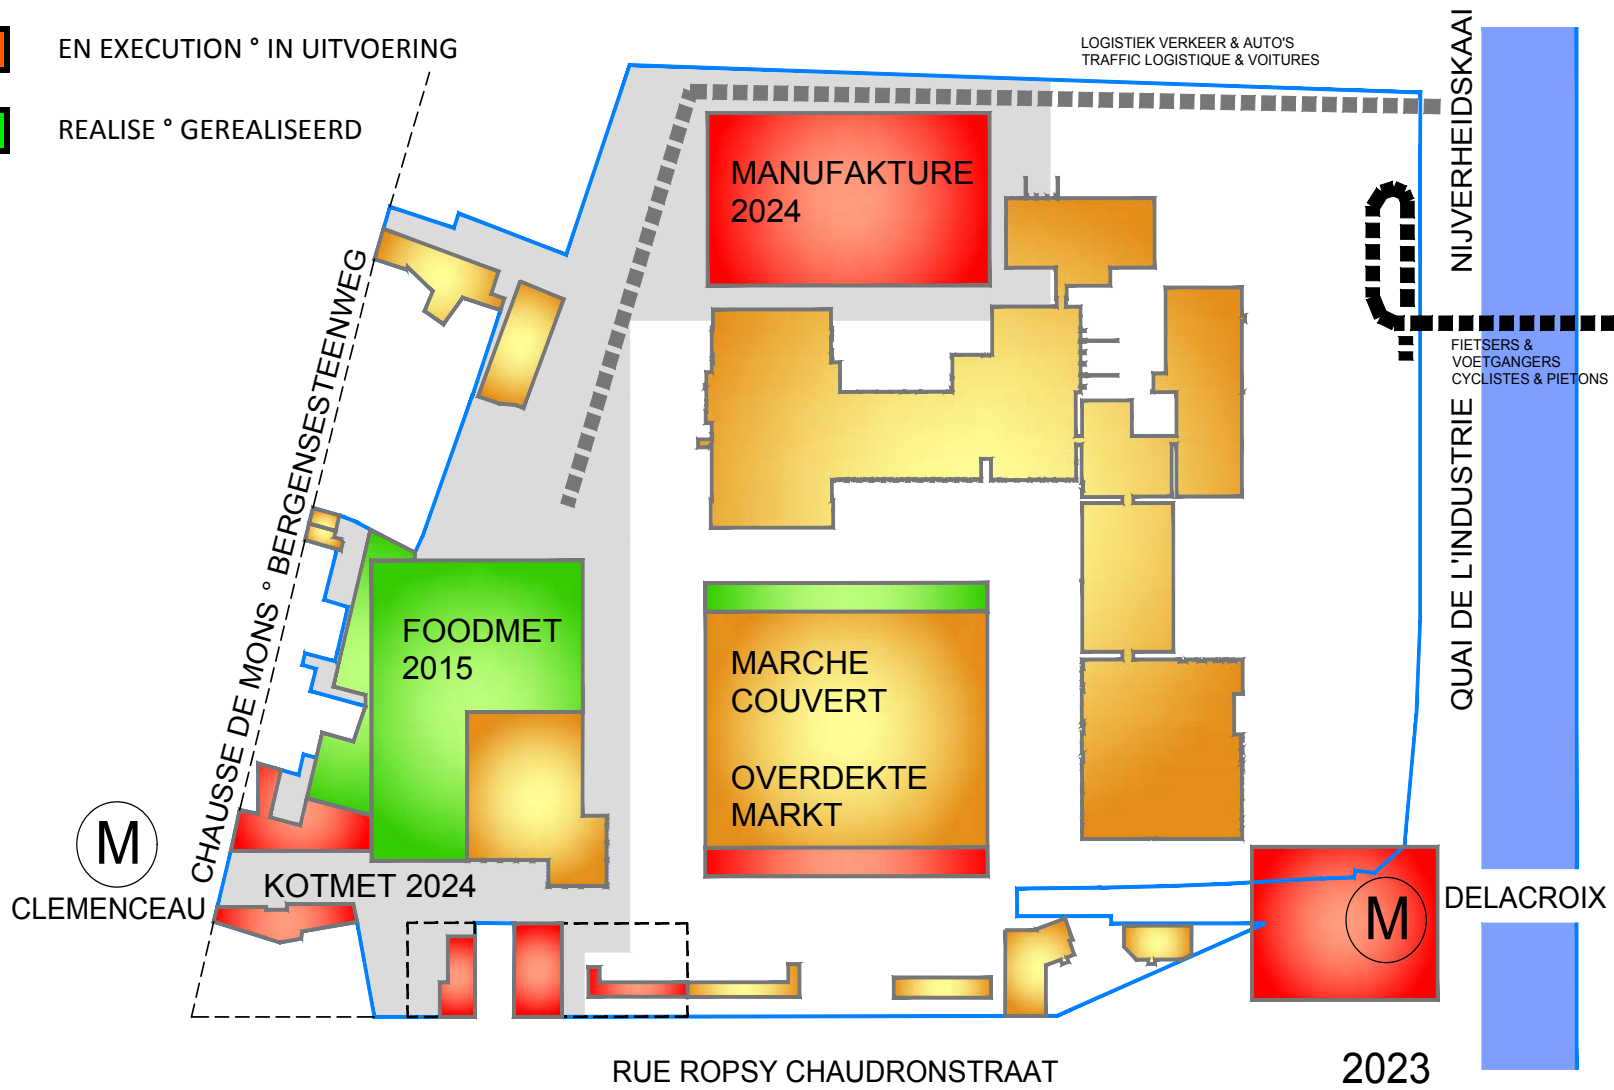 EN EXECUTION ° IN UITVOERING
REALISE ° GEREALISEERD
LOGISTIEK VERKEER & AUTO'S
TRAFFIC LOGISTIQUE & VOITURES
NIJVERHEIDSKAAI
MANUFAKTURE
2024
FIETSERS &
VOETGANGERS
CYCLISTES & PIETONS
QUAI DE L'INDUSTRIE
CHAUSSE DE MONS ° BERGENSESTEENWEG
FOODMET
2015
MARCHE
COUVERT
OVERDEKTE
MARKT
M
CLEMENCEAU
KOTMET 2024
M
DELACROIX
RUE ROPSY CHAUDRONSTRAAT
2023